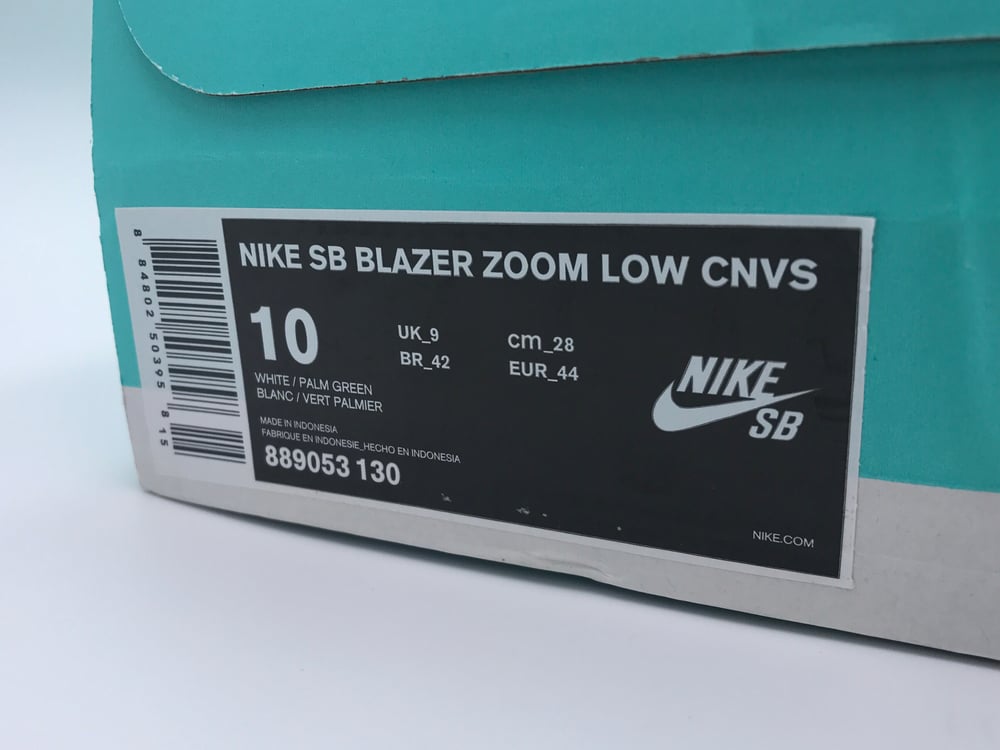 NIKE SB BLAZER ZOOM LOW CNVS
10
UK_9
cm_28
BR_42
EUR_44
WHITE / PALM GREEN
BLANC / VERT PALMIER
MADE IN INDONESIA
FABRIQUE EN INDONESIE_HECHO EN INDONESIA
889053 130
NIKE
SB
NIKE.COM
8 84802 50395 8 15